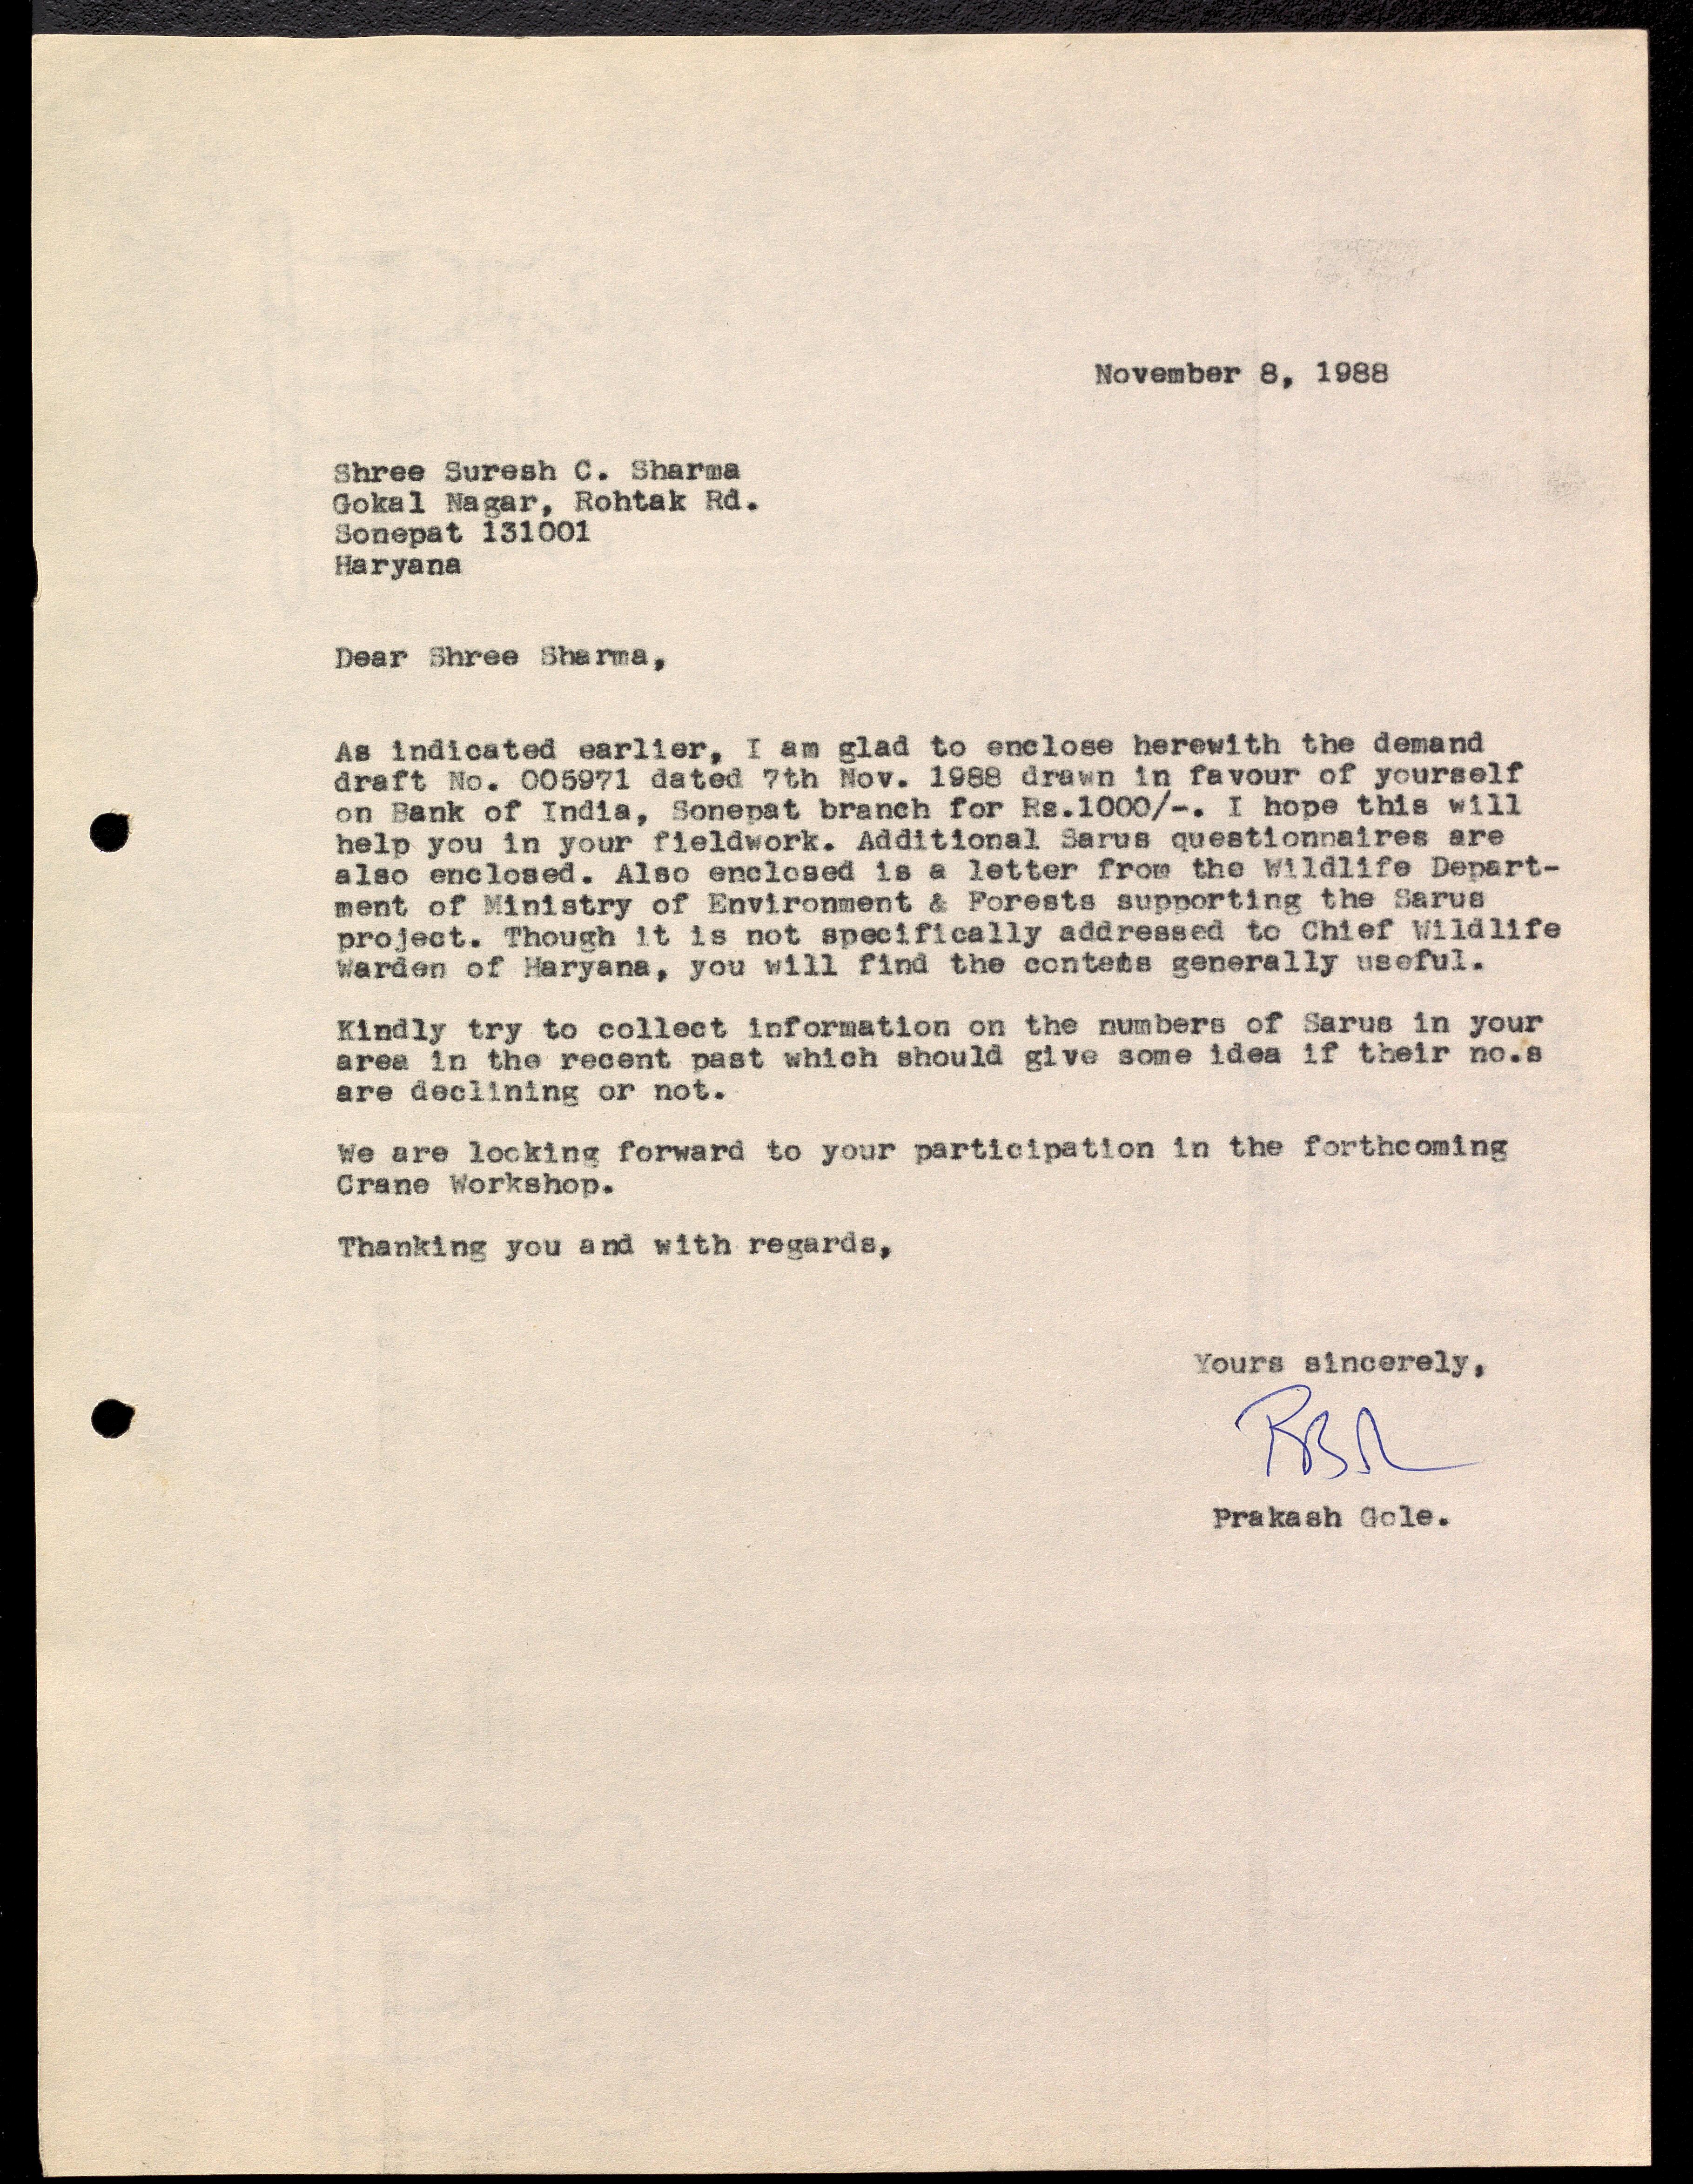 November 8, 1988
Shree Suresh C. Sharma
Gokal Nagar, Rohtak Rd.
Sonepat 131001
Haryana
Dear Shree Sharma,
As indicated earlier, I am glad to enclose herewith the demand
draft No. 005971 dated 7th Nov. 1988 drawn in favour of yourself
on Bank of India, Sonepat branch for Rs.1000/-. I hope this will
help you in your fieldwork. Additional Sarus questionnaires are
also enclosed. Also enclosed is a letter from the Wildlife Depart-
ment of Ministry of Environment & Forests supporting the Sarus
project. Though it is not specifically addressed to Chief Wildlife
Warden of Haryana, you will find the contets generally useful.
Kindly try to collect information on the numbers of Sarus in your
area in the recent past which should give some idea if their no.s
are declining or not.
We are looking forward to your participation in the forthcoming
Crane Workshop.
Thanking you and with regards,
Yours sincerely,
Prakash Gole.